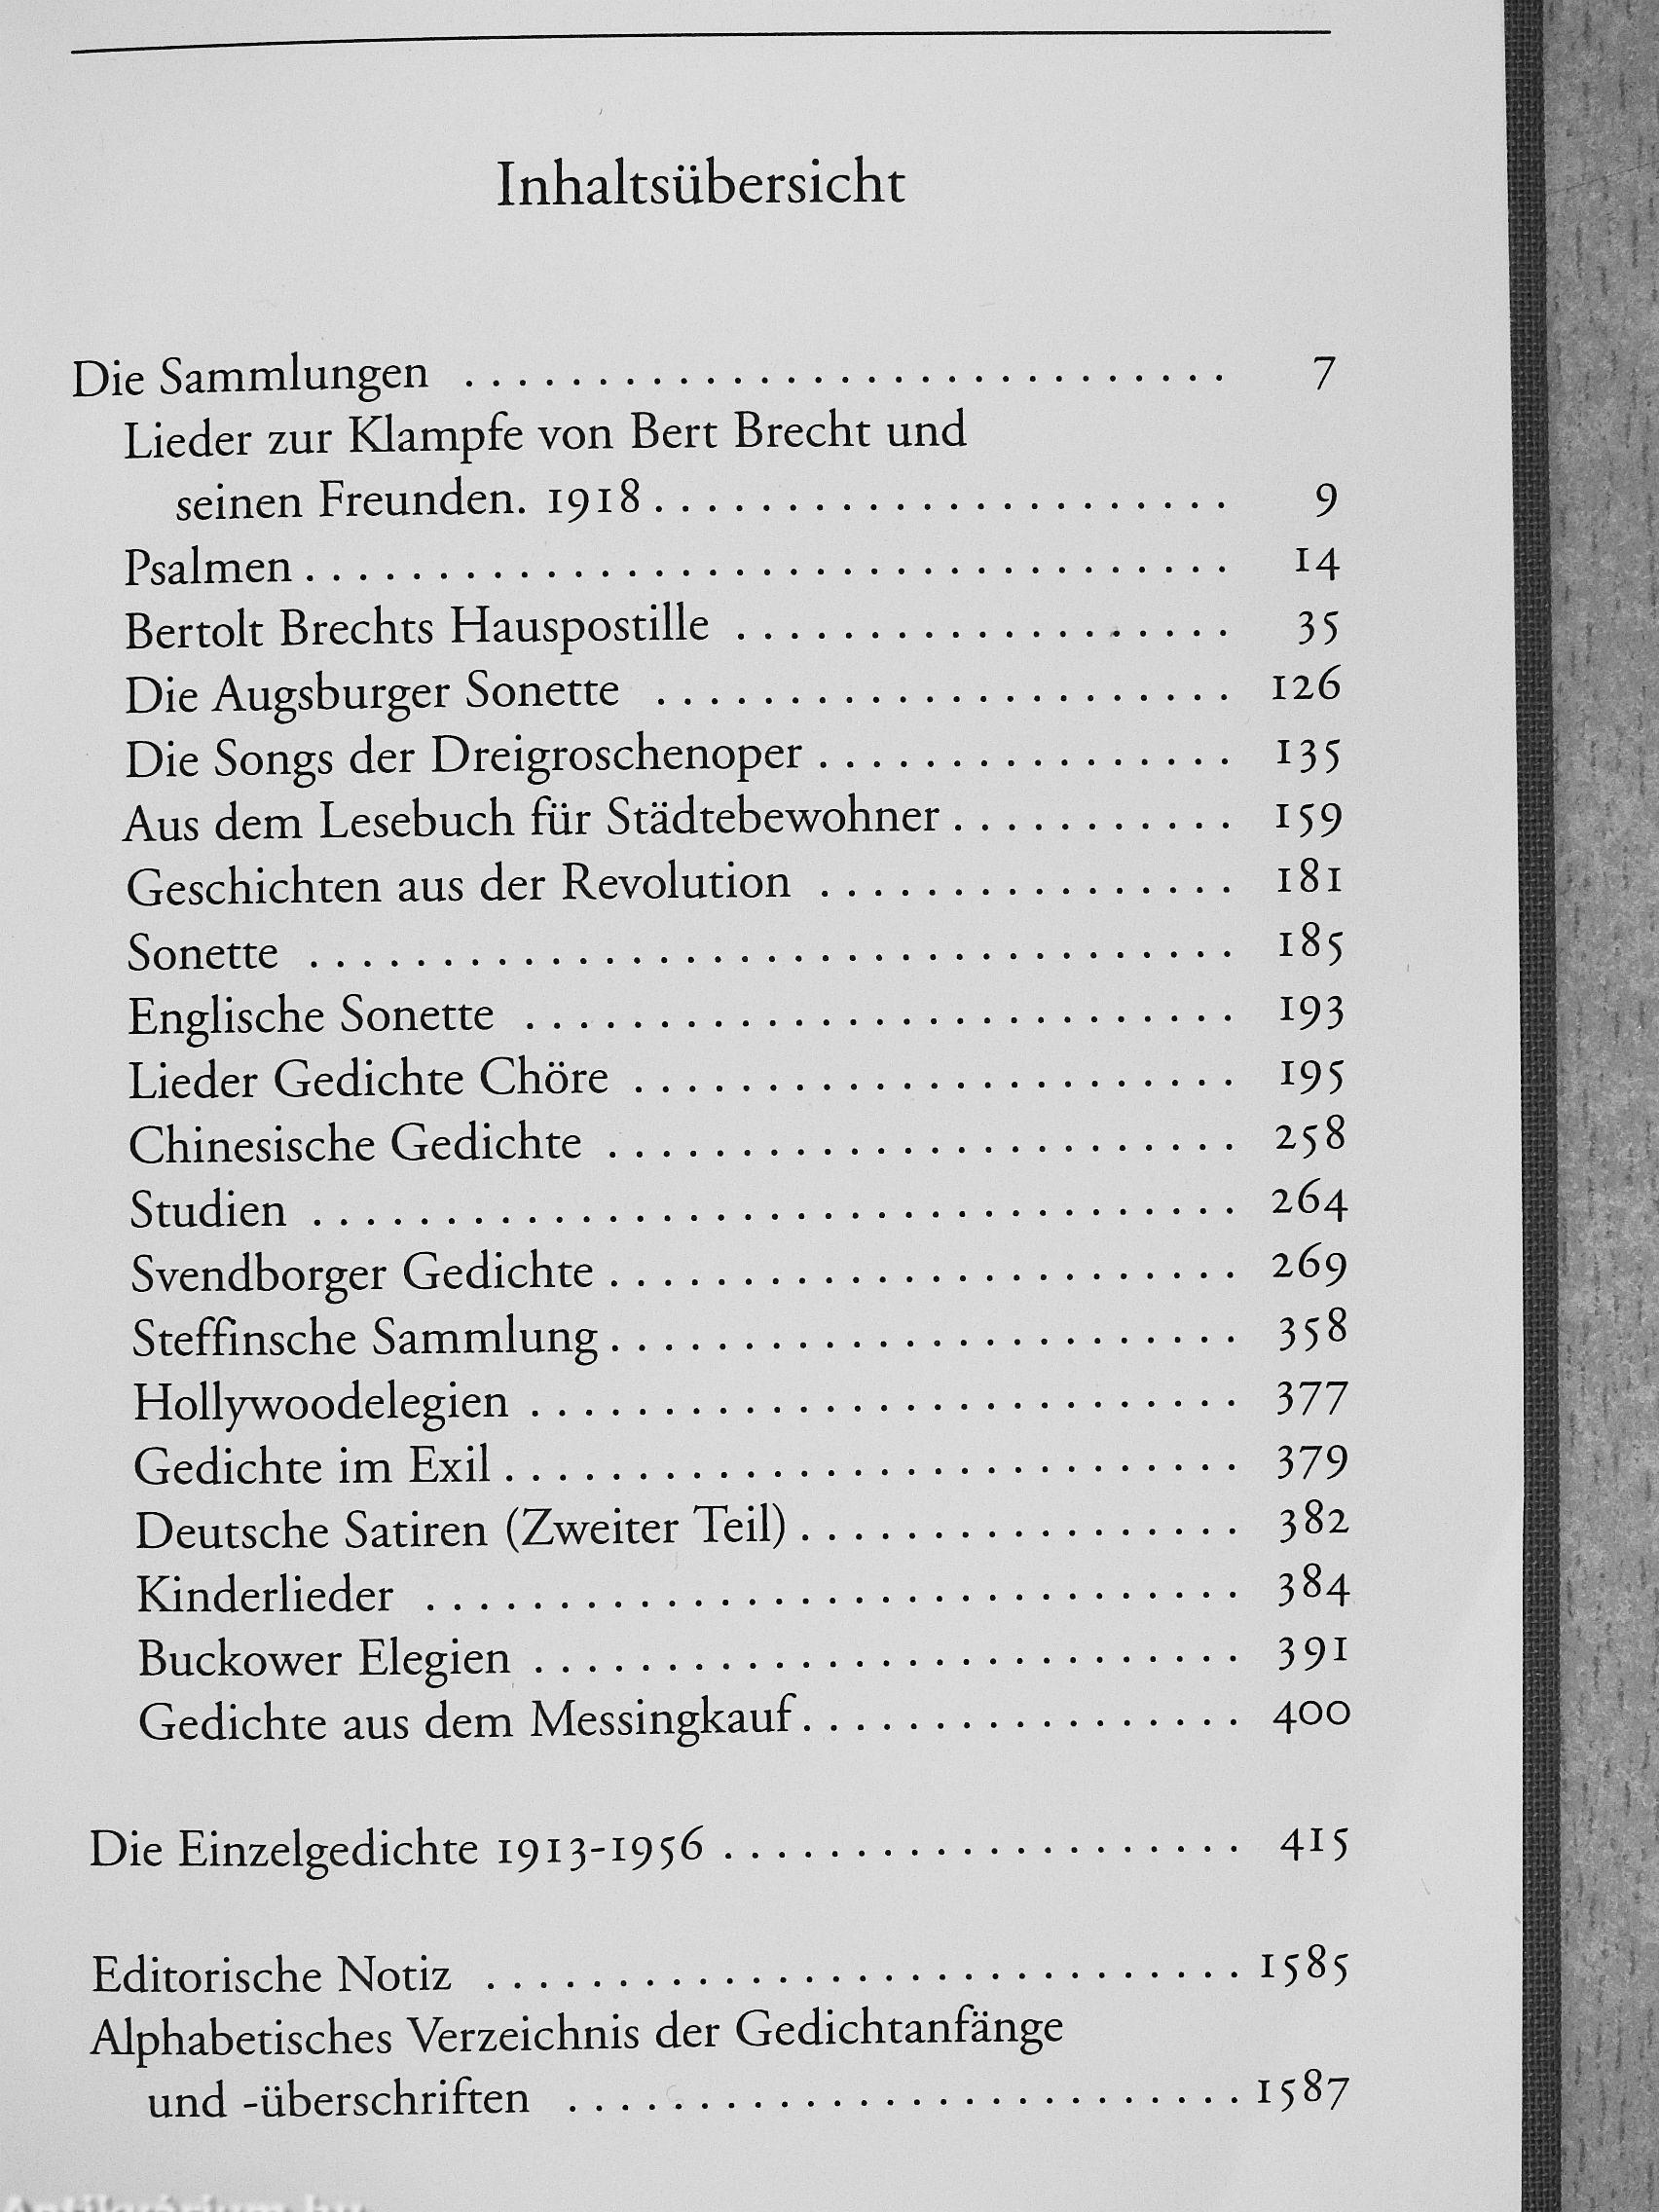 Inhaltsübersicht
Die Sammlungen . . . . . . . . . . . . . . . . . . . . . . . . . . . . . 7
Lieder zur Klampfe von Bert Brecht und
seinen Freunden. 1918 . . . . . . . . . . . . . . . . . . . . . . 9
Psalmen . . . . . . . . . . . . . . . . . . . . . . . . . . . . . . . . . . . 14
Bertolt Brechts Hauspostille . . . . . . . . . . . . . . . . . . . 35
Die Augsburger Sonette . . . . . . . . . . . . . . . . . . . . . . 126
Die Songs der Dreigroschenoper . . . . . . . . . . . . . . . . 135
Aus dem Lesebuch für Städtebewohner . . . . . . . . . . . 159
Geschichten aus der Revolution . . . . . . . . . . . . . . . . 181
Sonette . . . . . . . . . . . . . . . . . . . . . . . . . . . . . . . . . . . 185
Englische Sonette . . . . . . . . . . . . . . . . . . . . . . . . . . . 193
Lieder Gedichte Chöre . . . . . . . . . . . . . . . . . . . . . . . 195
Chinesische Gedichte . . . . . . . . . . . . . . . . . . . . . . . . 258
Studien . . . . . . . . . . . . . . . . . . . . . . . . . . . . . . . . . . . 264
Svendborger Gedichte . . . . . . . . . . . . . . . . . . . . . . . . 269
Steffinsche Sammlung . . . . . . . . . . . . . . . . . . . . . . . . 358
Hollywoodelegien . . . . . . . . . . . . . . . . . . . . . . . . . . . 377
Gedichte im Exil . . . . . . . . . . . . . . . . . . . . . . . . . . . . 379
Deutsche Satiren (Zweiter Teil) . . . . . . . . . . . . . . . . . 382
Kinderlieder . . . . . . . . . . . . . . . . . . . . . . . . . . . . . . . 384
Buckower Elegien . . . . . . . . . . . . . . . . . . . . . . . . . . . 391
Gedichte aus dem Messingkauf . . . . . . . . . . . . . . . . . 400
Die Einzelgedichte 1913-1956 . . . . . . . . . . . . . . . . . . . . 415
Editorische Notiz . . . . . . . . . . . . . . . . . . . . . . . . . . . . . 1585
Alphabetisches Verzeichnis der Gedichtanfänge
und -überschriften . . . . . . . . . . . . . . . . . . . . . . . . . . 1587